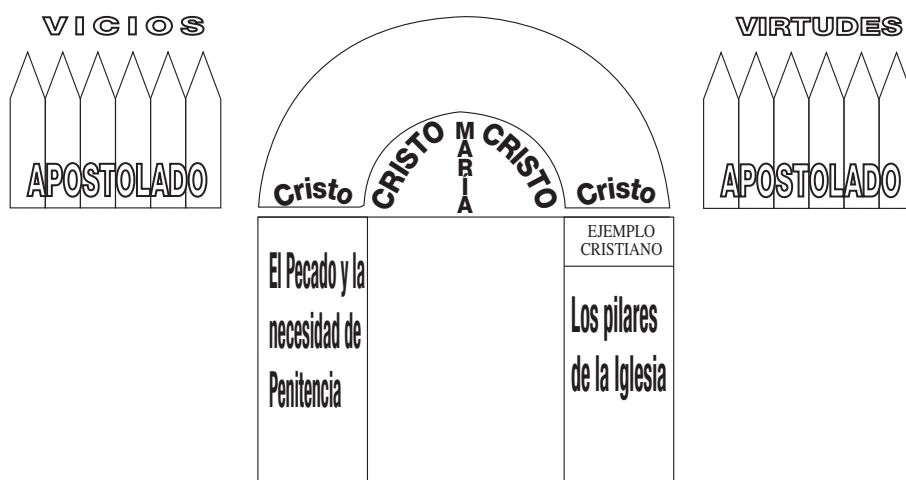 VICIOS
APOSTOLADO
Cristo
CRISTO
MARÍA
CRISTO
Cristo
VIRTUDES
APOSTOLADO
El Pecado y la
necesidad de
Penitencia
EJEMPLO
CRISTIANO
Los pilares
de la Iglesia